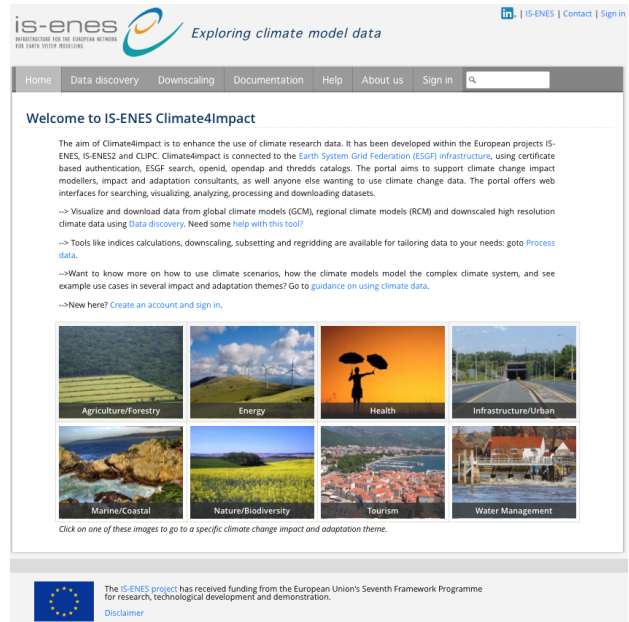 is-enes
INFRASTRUCTURE FOR THE EUROPEAN NETWORK
FOR EARTH SYSTEM MODELLING
Exploring climate model data
in. | IS-ENES | Contact | Sign in
Home Data discovery Downscaling Documentation Help About us Sign in
Welcome to IS-ENES Climate4Impact
The aim of Climate4impact is to enhance the use of climate research data. It has been developed within the European projects IS-
ENES, IS-ENES2 and CLIPC. Climate4impact is connected to the Earth System Grid Federation (ESGF) infrastructure, using certificate
based authentication, ESGF search, openid, opendap and thredds catalogs. The portal aims to support climate change impact
modellers, impact and adaptation consultants, as well anyone else wanting to use climate change data. The portal offers web
interfaces for searching, visualizing, analyzing, processing and downloading datasets.
--> Visualize and download data from global climate models (GCM), regional climate models (RCM) and downscaled high resolution
climate data using Data discovery. Need some help with this tool?
--> Tools like indices calculations, downscaling, subsetting and regridding are available for tailoring data to your needs: goto Process
data.
-->Want to know more on how to use climate scenarios, how the climate models model the complex climate system, and see
example use cases in several impact and adaptation themes? Go to guidance on using climate data.
-->New here? Create an account and sign in.
Agriculture/Forestry Energy Health Infrastructure/Urban
Marine/Coastal Nature/Biodiversity Tourism Water Management
Click on one of these images to go to a specific climate change impact and adaptation theme.
The IS-ENES project has received funding from the European Union's Seventh Framework Programme
for research, technological development and demonstration.
Disclaimer